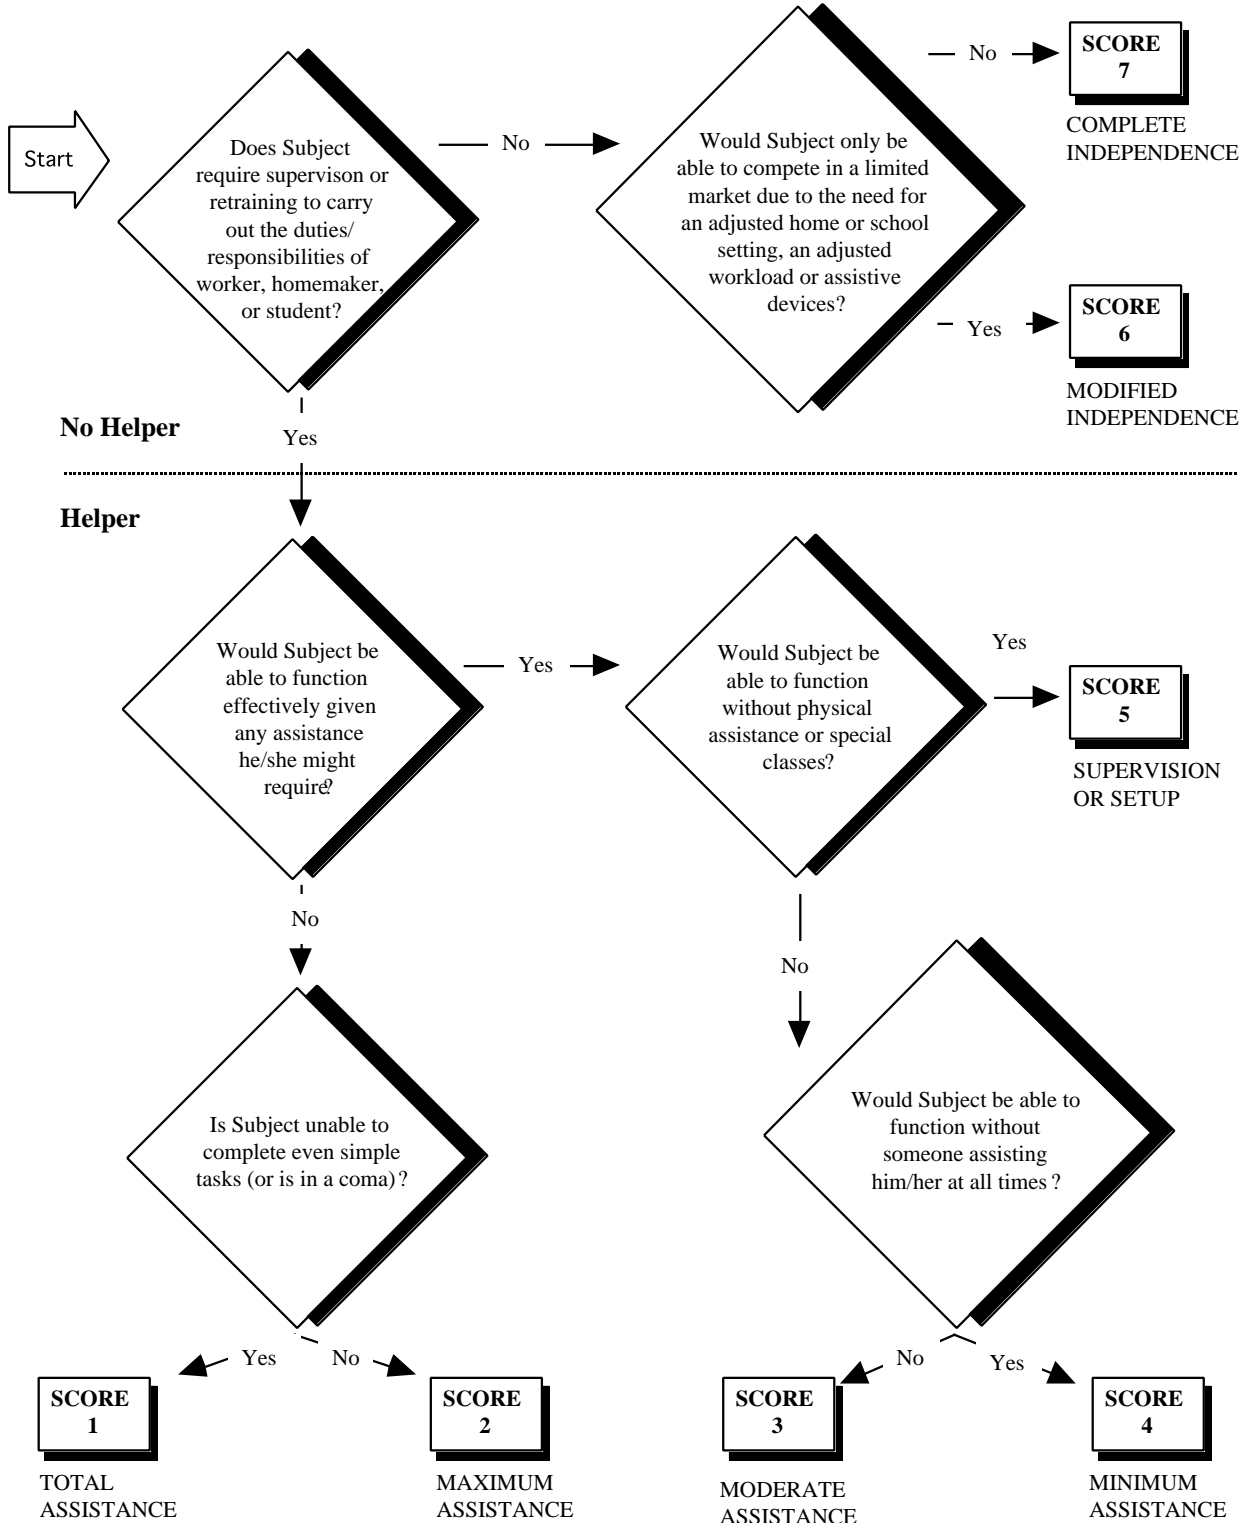 Start
Does Subject
require supervison or
retraining to carry
out the duties/
responsibilities of
worker, homemaker,
or student?
No
Would Subject only be
able to compete in a limited
market due to the need for
an adjusted home or school
setting, an adjusted
workload or assistive
devices?
No
SCORE
7
COMPLETE
INDEPENDENCE
Yes
SCORE
6
MODIFIED
INDEPENDENCE
No Helper
Yes
Helper
Would Subject be
able to function
effectively given
any assistance
he/she might
require?
Yes
Would Subject be
able to function
without physical
assistance or special
classes?
Yes
SCORE
5
SUPERVISION
OR SETUP
No
No
Is Subject unable to
complete even simple
tasks (or is in a coma)?
Would Subject be able to
function without
someone assisting
him/her at all times?
Yes
No
No
Yes
SCORE
1
TOTAL
ASSISTANCE
SCORE
2
MAXIMUM
ASSISTANCE
SCORE
3
MODERATE
ASSISTANCE
SCORE
4
MINIMUM
ASSISTANCE